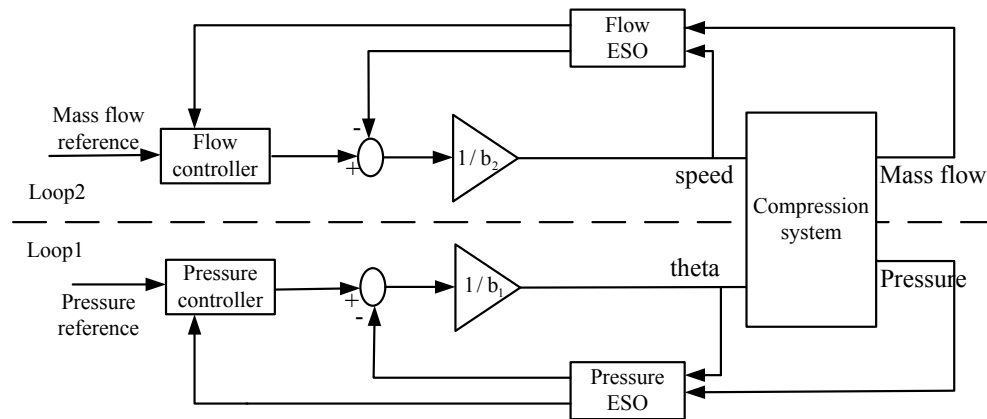 Flow
ESO
Mass flow
reference
Flow
controller
-
+
1/b₂
speed
Mass flow
Loop2
Compression
system
Loop1
Pressure
controller
Pressure
reference
+
-
1/b₁
theta
Pressure
Pressure
ESO